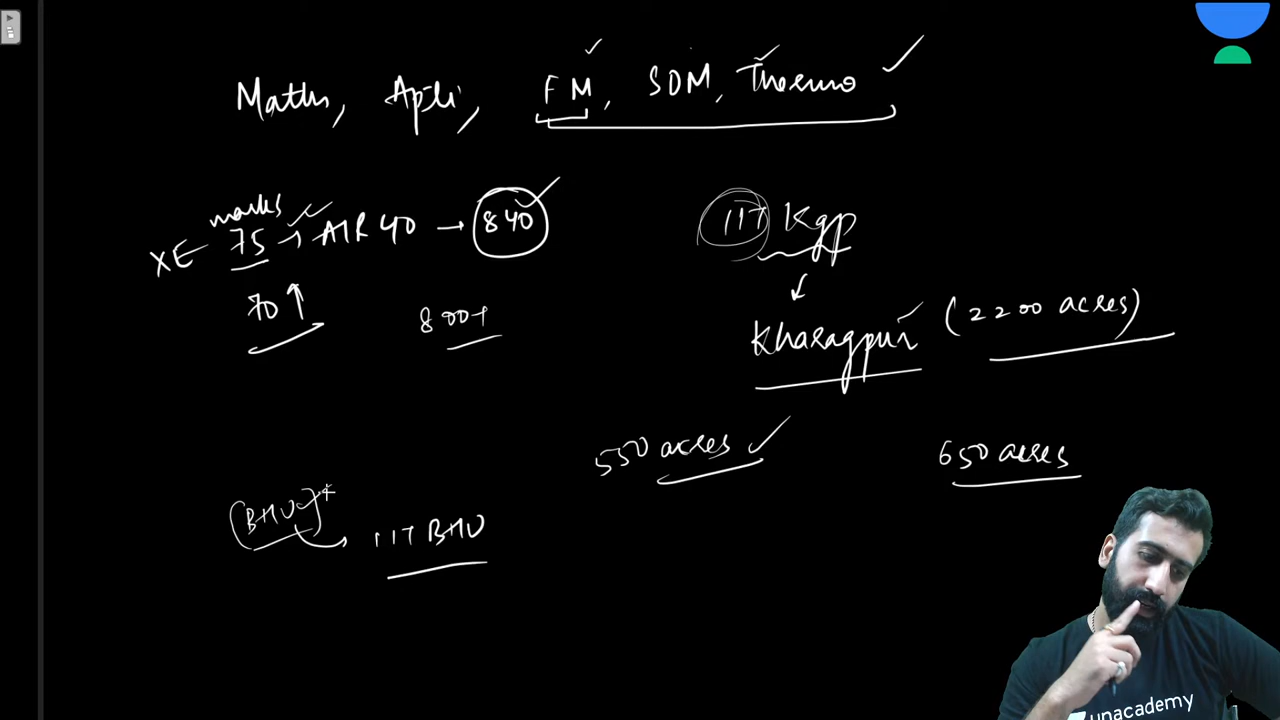 Maths, Apti, FM, SOM, Thermo
marks
XE 75 → AIR 40 → 840
70 ↑
800+
IIT Kgp
Kharagpur (2200 acres)
550 acres
650 acres
(BHU)*
IIT BHU
unacademy